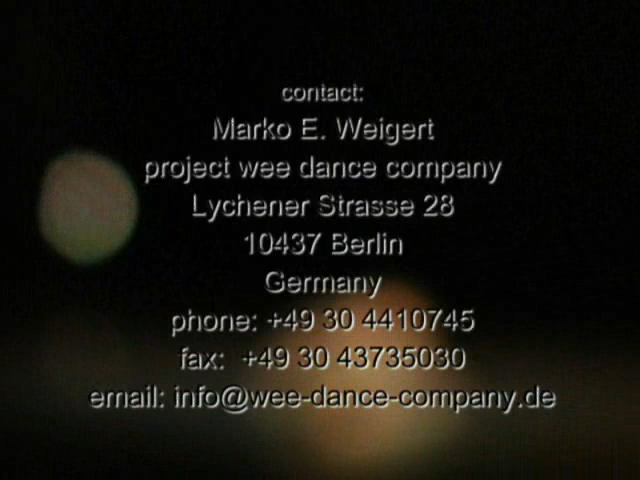 contact:
Marko E. Weigert
project wee dance company
Lychener Strasse 28
10437 Berlin
Germany
phone: +49 30 4410745
fax:  +49 30 43735030
email: info@wee-dance-company.de